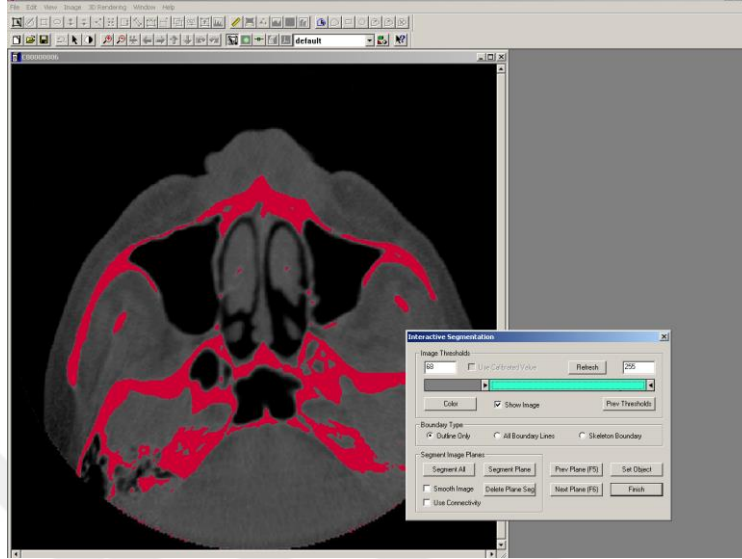 File Edit View Image 3D Rendering Window Help
default
Interactive Segmentation
Image Thresholds
68 Use Calibrated Value Refresh 255
Color Show Image Prev Thresholds
Boundary Type
Outline Only All Boundary Lines Skeleton Boundary
Segment Image Planes
Segment All Segment Plane Prev Plane (F5) Set Object
Smooth Image Delete Plane Seg Next Plane (F6) Finish
Use Connectivity